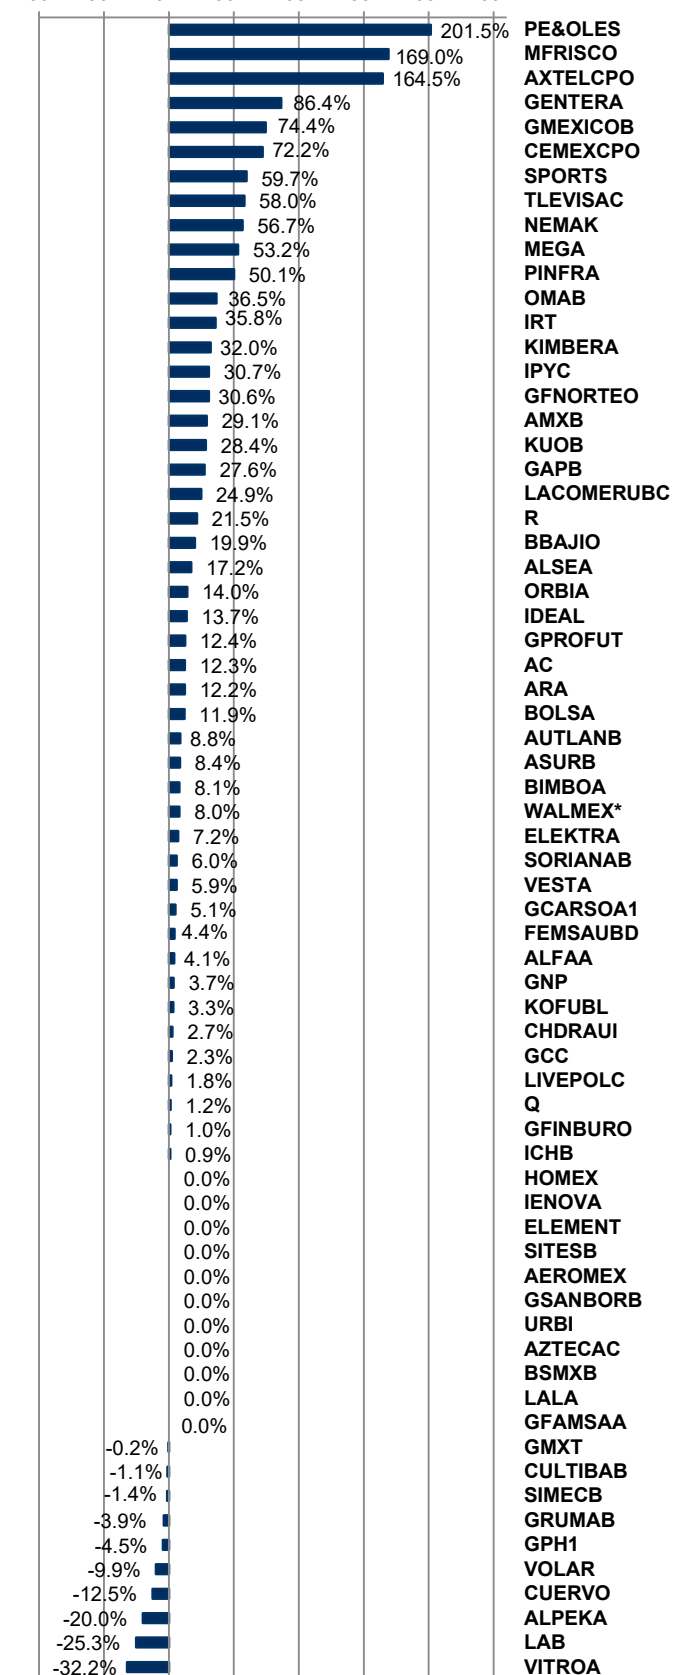 201.5% PE&OLES
169.0% MFRISCO
164.5% AXTELCPO
86.4% GENTERA
74.4% GMEXICOB
72.2% CEMEXCPO
59.7% SPORTS
58.0% TLEVISAC
56.7% NEMAK
53.2% MEGA
50.1% PINFRA
36.5% OMAB
35.8% IRT
32.0% KIMBERA
30.7% IPYC
30.6% GFNORTEO
29.1% AMXB
28.4% KUOB
27.6% GAPB
24.9% LACOMERUBC
21.5% R
19.9% BBAJIO
17.2% ALSEA
14.0% ORBIA
13.7% IDEAL
12.4% GPROFUT
12.3% AC
12.2% ARA
11.9% BOLSA
8.8% AUTLANB
8.4% ASURB
8.1% BIMBOA
8.0% WALMEX*
7.2% ELEKTRA
6.0% SORIANAB
5.9% VESTA
5.1% GCARSOA1
4.4% FEMSAUBD
4.1% ALFAA
3.7% GNP
3.3% KOFUBL
2.7% CHDRAUI
2.3% GCC
1.8% LIVEPOLC
1.2% Q
1.0% GFINBURO
0.9% ICHB
0.0% HOMEX
0.0% IENOVA
0.0% ELEMENT
0.0% SITESB
0.0% AEROMEX
0.0% GSANBORB
0.0% URBI
0.0% AZTECAC
0.0% BSMXB
0.0% LALA
0.0% GFAMSAA
-0.2% GMXT
-1.1% CULTIBAB
-1.4% SIMECB
-3.9% GRUMAB
-4.5% GPH1
-9.9% VOLAR
-12.5% CUERVO
-20.0% ALPEKA
-25.3% LAB
-32.2% VITROA